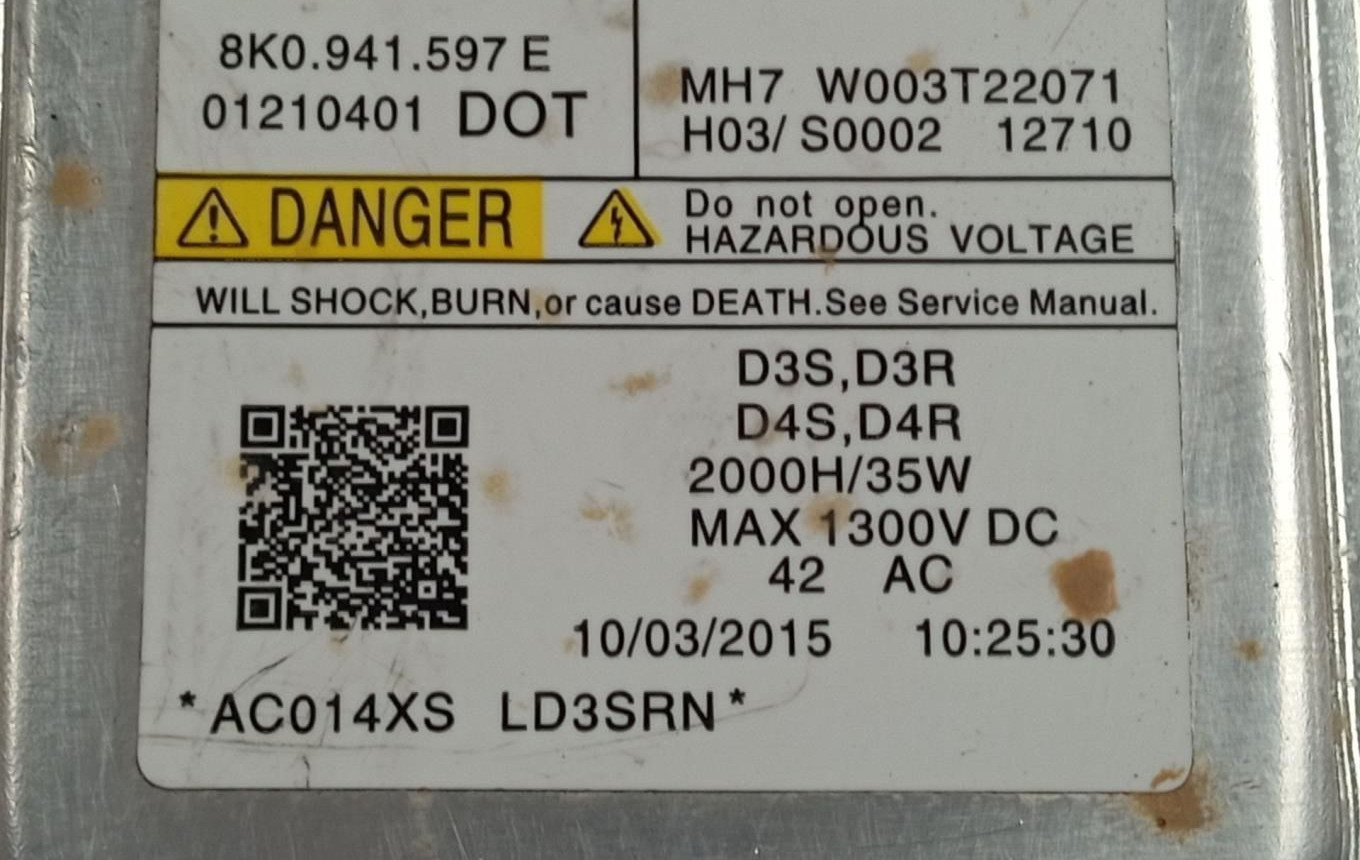 8K0.941.597 E
01210401 DOT
MH7 W003T22071
H03/ S0002 12710
DANGER
Do not open.
HAZARDOUS VOLTAGE
WILL SHOCK,BURN,or cause DEATH.See Service Manual.
D3S,D3R
D4S,D4R
2000H/35W
MAX 1300V DC
42 AC
10/03/2015 10:25:30
*AC014XS LD3SRN*